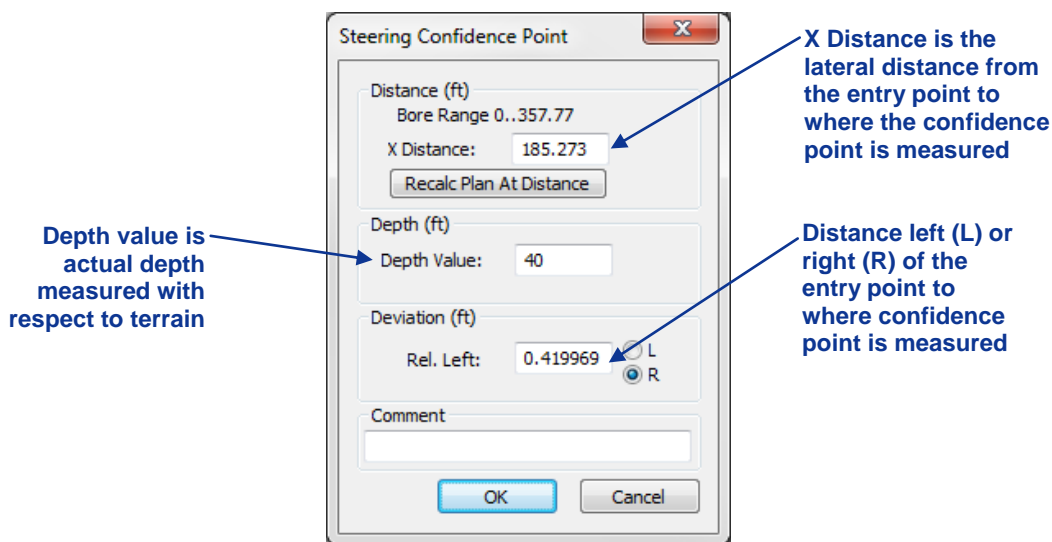 Steering Confidence Point
Distance (ft)
Bore Range 0..357.77
X Distance:
185.273
Recalc Plan At Distance
Depth (ft)
Depth Value:
40
Deviation (ft)
Rel. Left:
0.419969
L
R
Comment
OK
Cancel
X Distance is the
lateral distance from
the entry point to
where the confidence
point is measured
Depth value is
actual depth
measured with
respect to terrain
Distance left (L) or
right (R) of the
entry point to
where confidence
point is measured